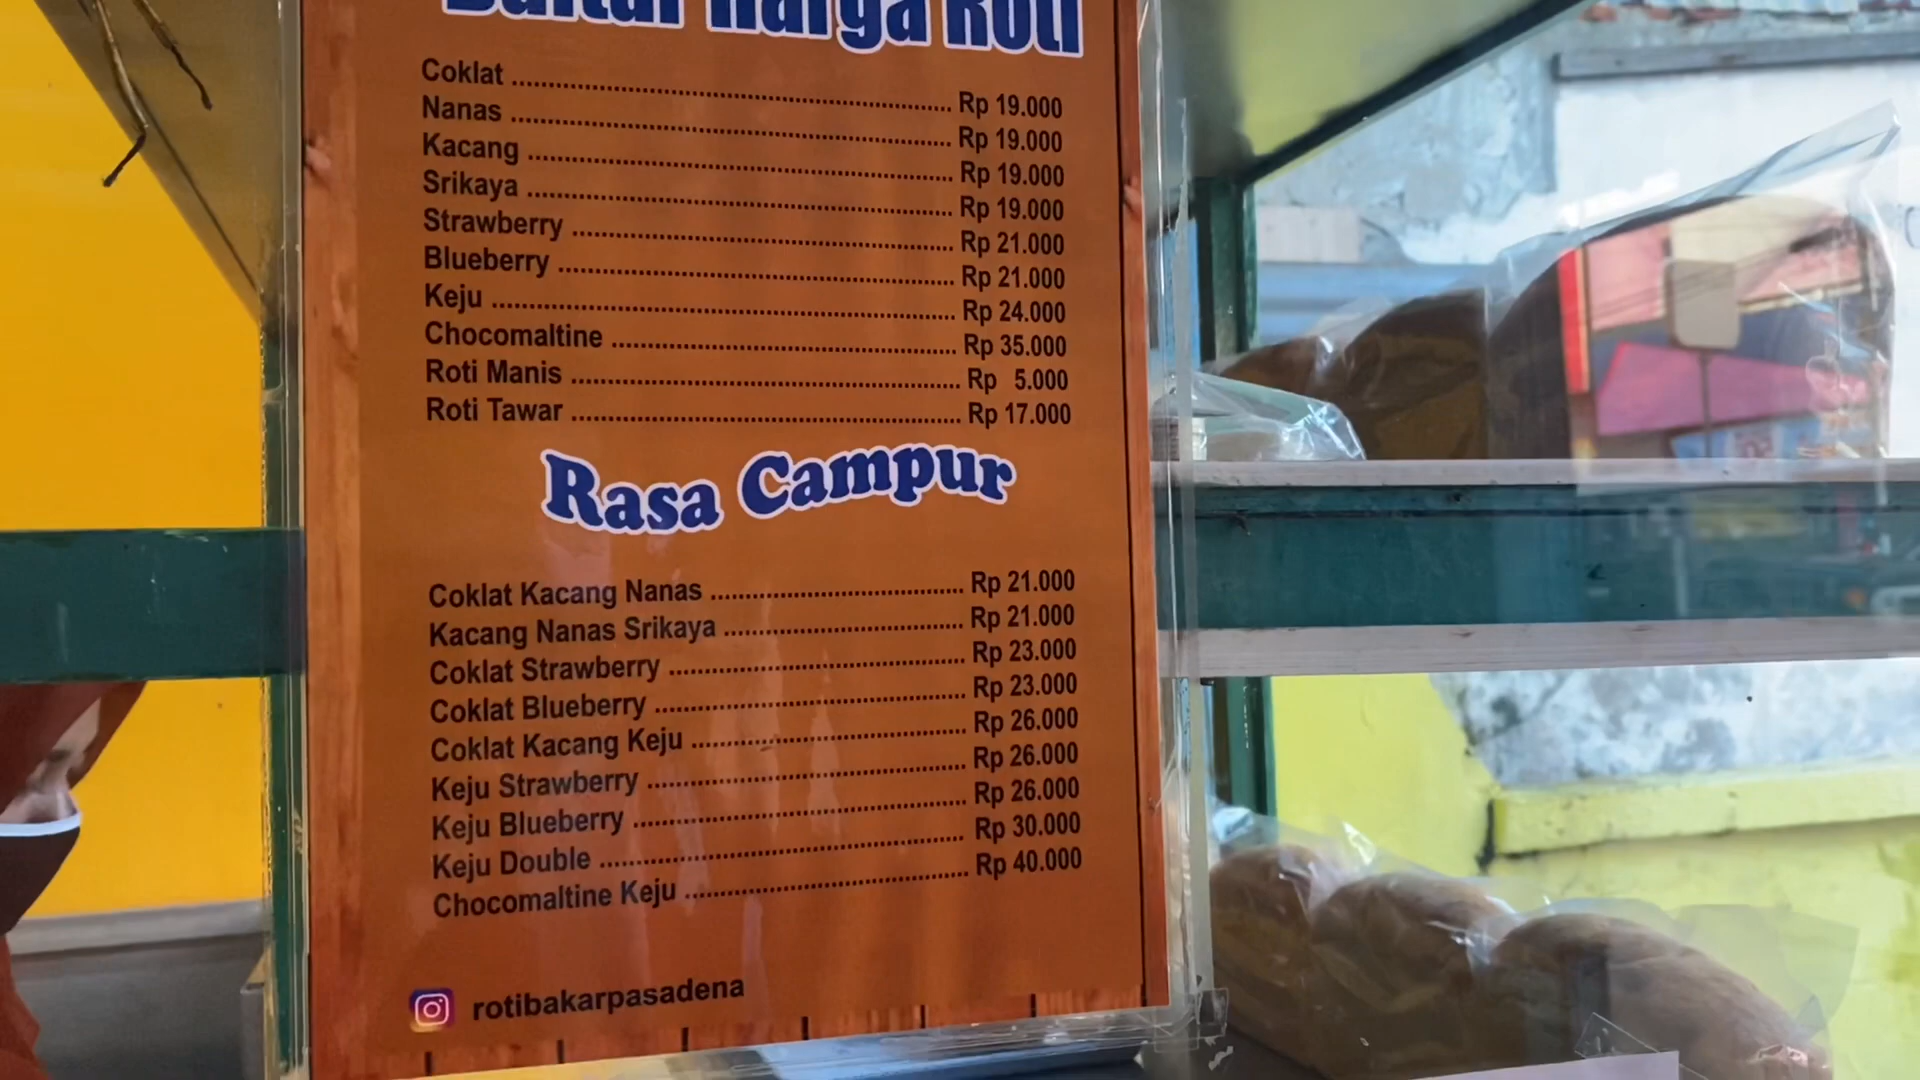 Daftar Harga Roti
Coklat ........ Rp 19.000
Nanas ........ Rp 19.000
Kacang ........ Rp 19.000
Srikaya ........ Rp 19.000
Strawberry ........ Rp 21.000
Blueberry ........ Rp 21.000
Keju ........ Rp 24.000
Chocomaltine ........ Rp 35.000
Roti Manis ........ Rp 5.000
Roti Tawar ........ Rp 17.000
Rasa Campur
Coklat Kacang Nanas ........ Rp 21.000
Kacang Nanas Srikaya ........ Rp 21.000
Coklat Strawberry ........ Rp 23.000
Coklat Blueberry ........ Rp 23.000
Coklat Kacang Keju ........ Rp 26.000
Keju Strawberry ........ Rp 26.000
Keju Blueberry ........ Rp 26.000
Keju Double ........ Rp 30.000
Chocomaltine Keju ........ Rp 40.000
rotibakarpasadena